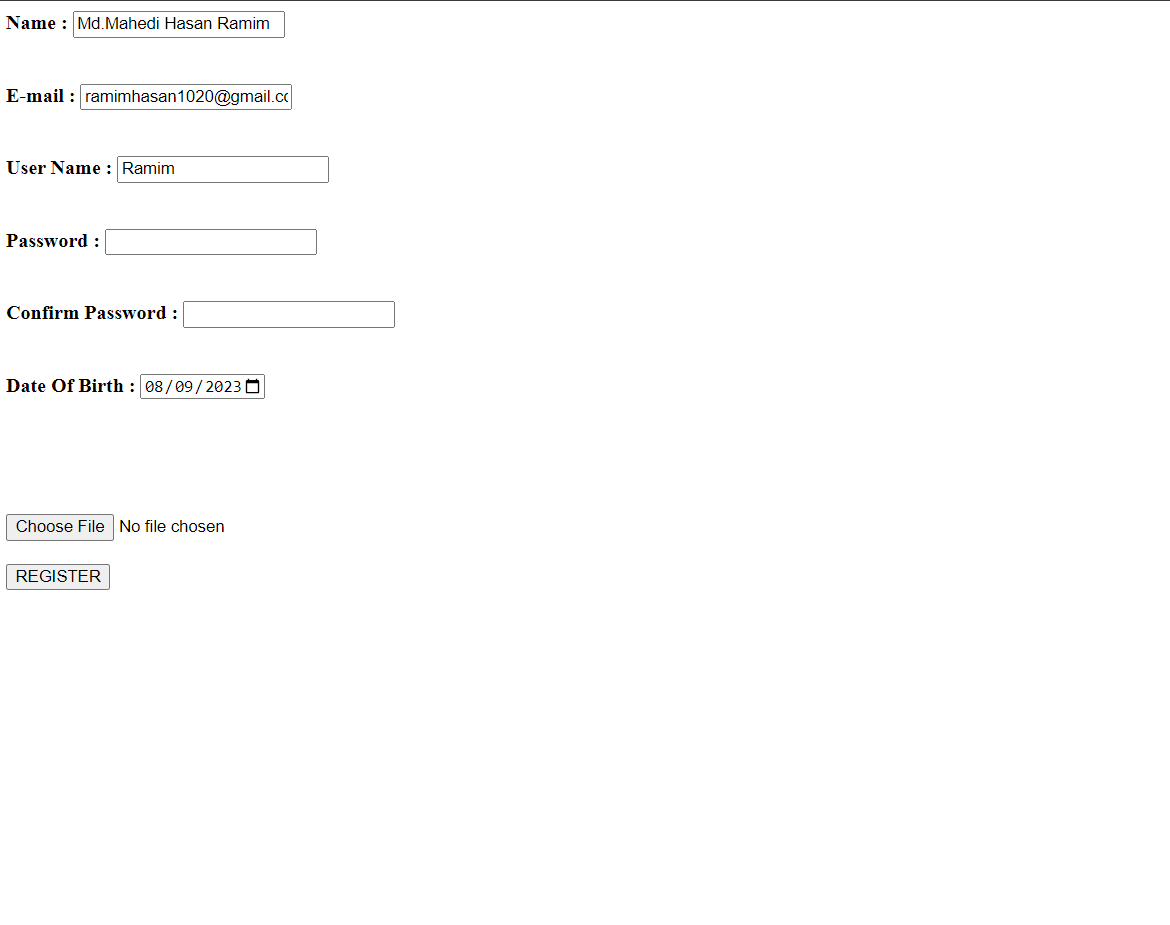 Name : Md.Mahedi Hasan Ramim
E-mail : ramimhasan1020@gmail.co
User Name : Ramim
Password :
Confirm Password :
Date Of Birth : 08/09/2023
Choose File No file chosen
REGISTER